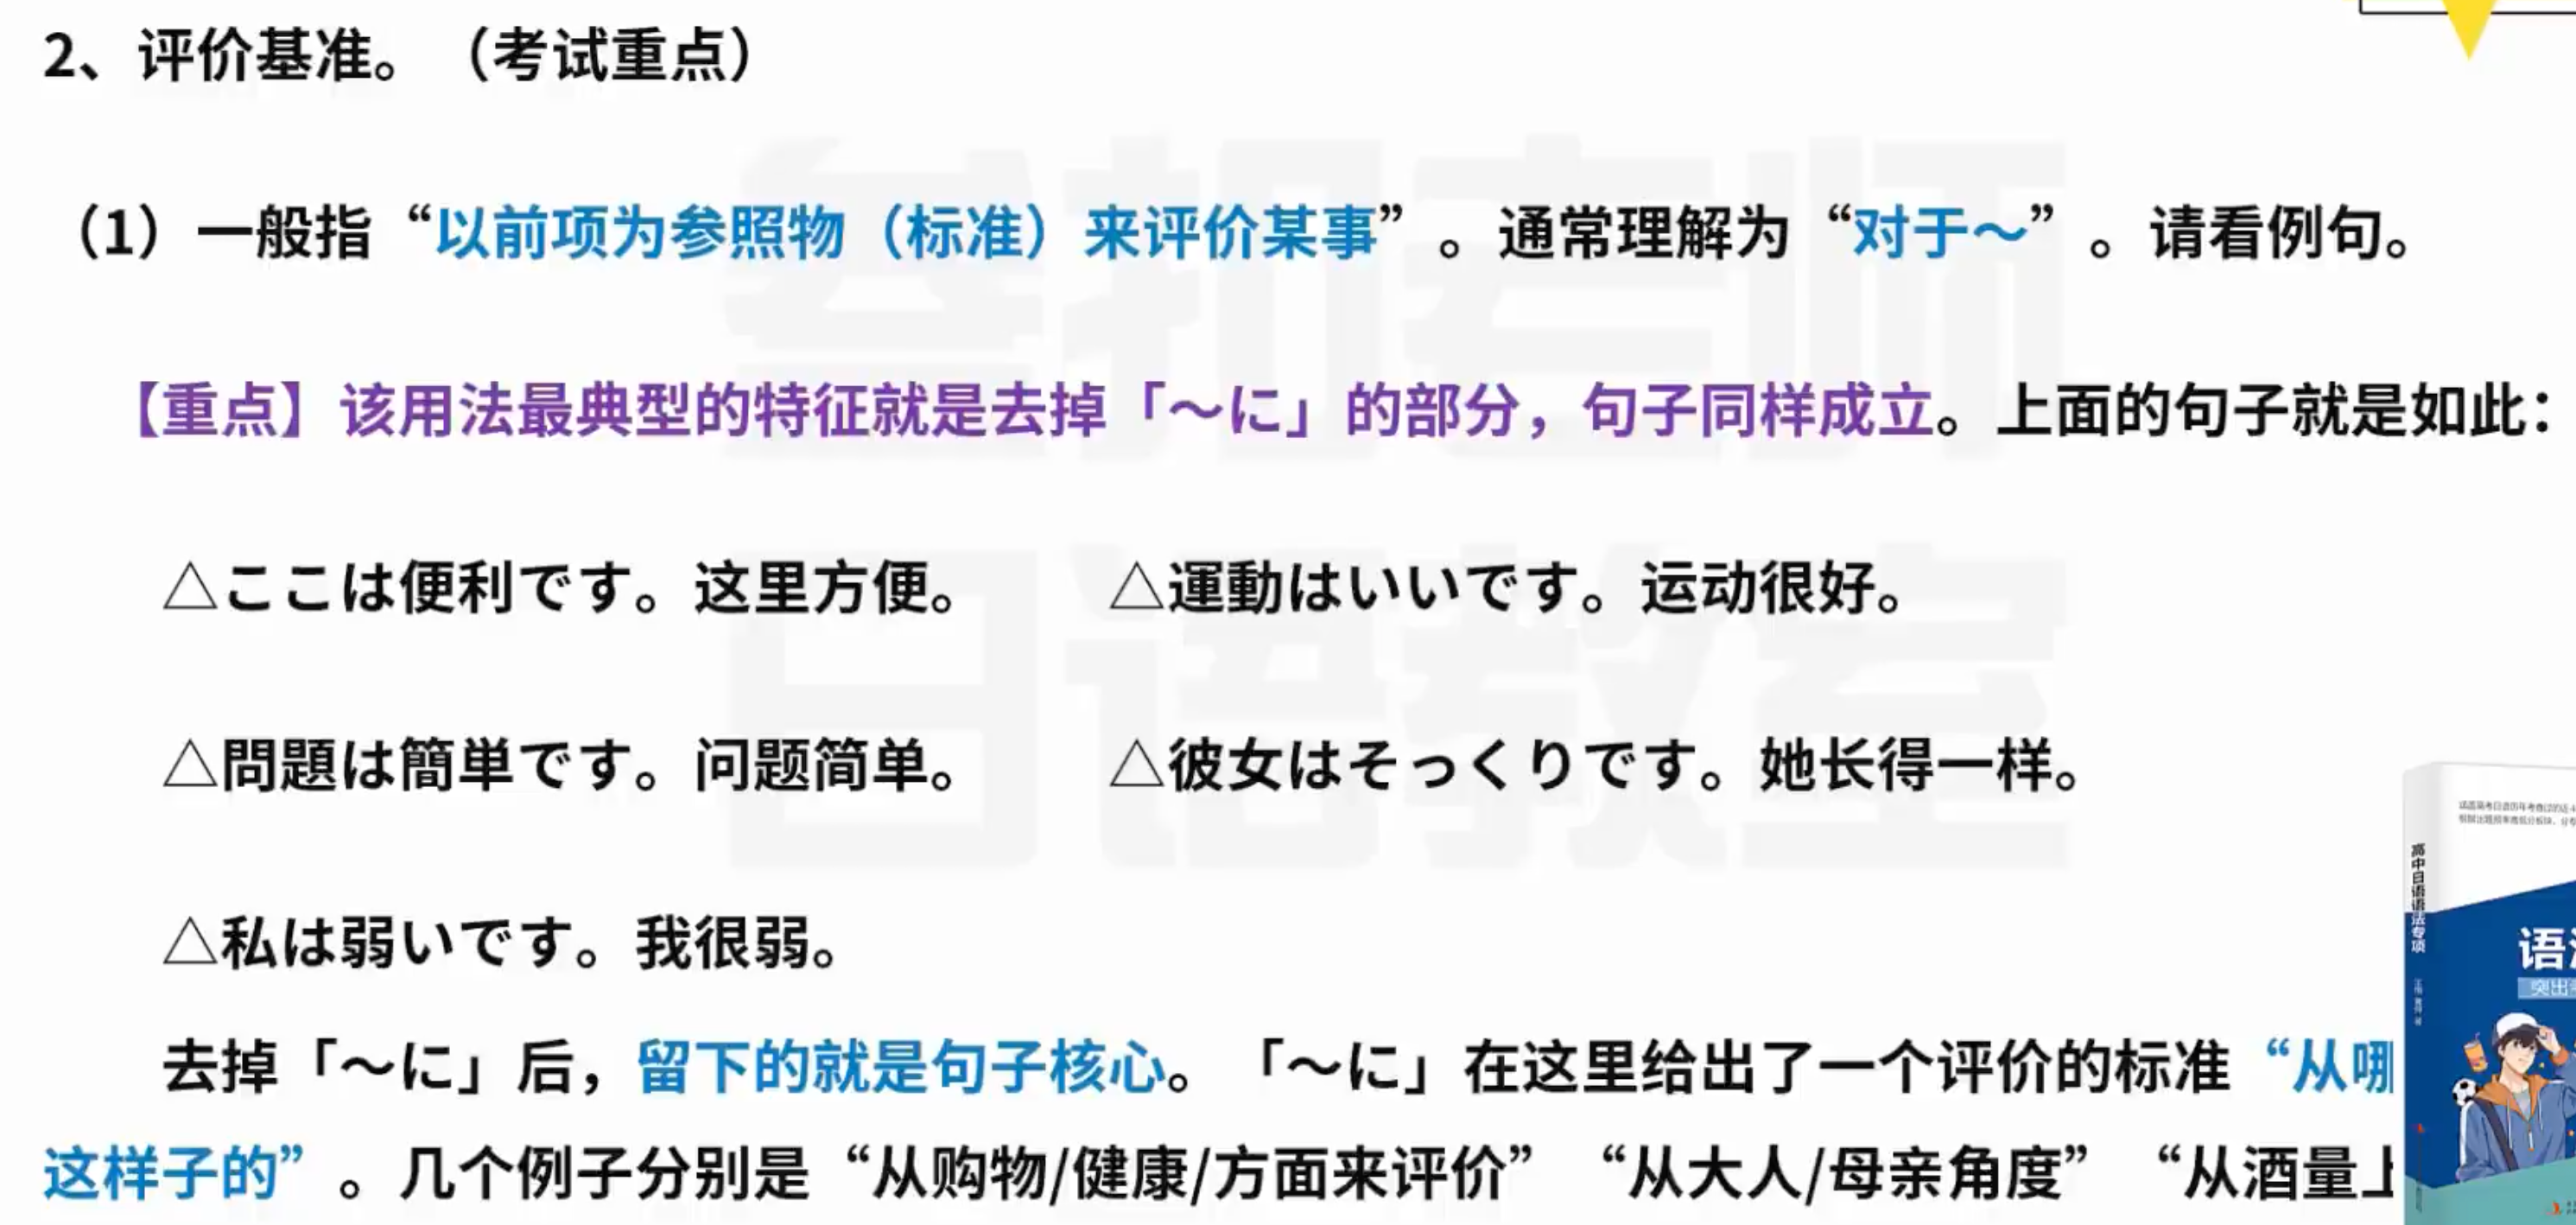 2、评价基准。（考试重点）
（1）一般指“以前项为参照物（标准）来评价某事”。通常理解为“对于～”。请看例句。
【重点】该用法最典型的特征就是去掉「～に」的部分，句子同样成立。上面的句子就是如此：
△ここは便利です。这里方便。 △運動はいいです。运动很好。
△問題は簡単です。问题简单。 △彼女はそっくりです。她长得一样。
△私は弱いです。我很弱。
去掉「～に」后，留下的就是句子核心。「～に」在这里给出了一个评价的标准“从哪
这样子的”。几个例子分别是“从购物/健康/方面来评价”“从大人/母亲角度”“从酒量上
叁扣老师
日语教室
高中日语语法专项
语法
突出